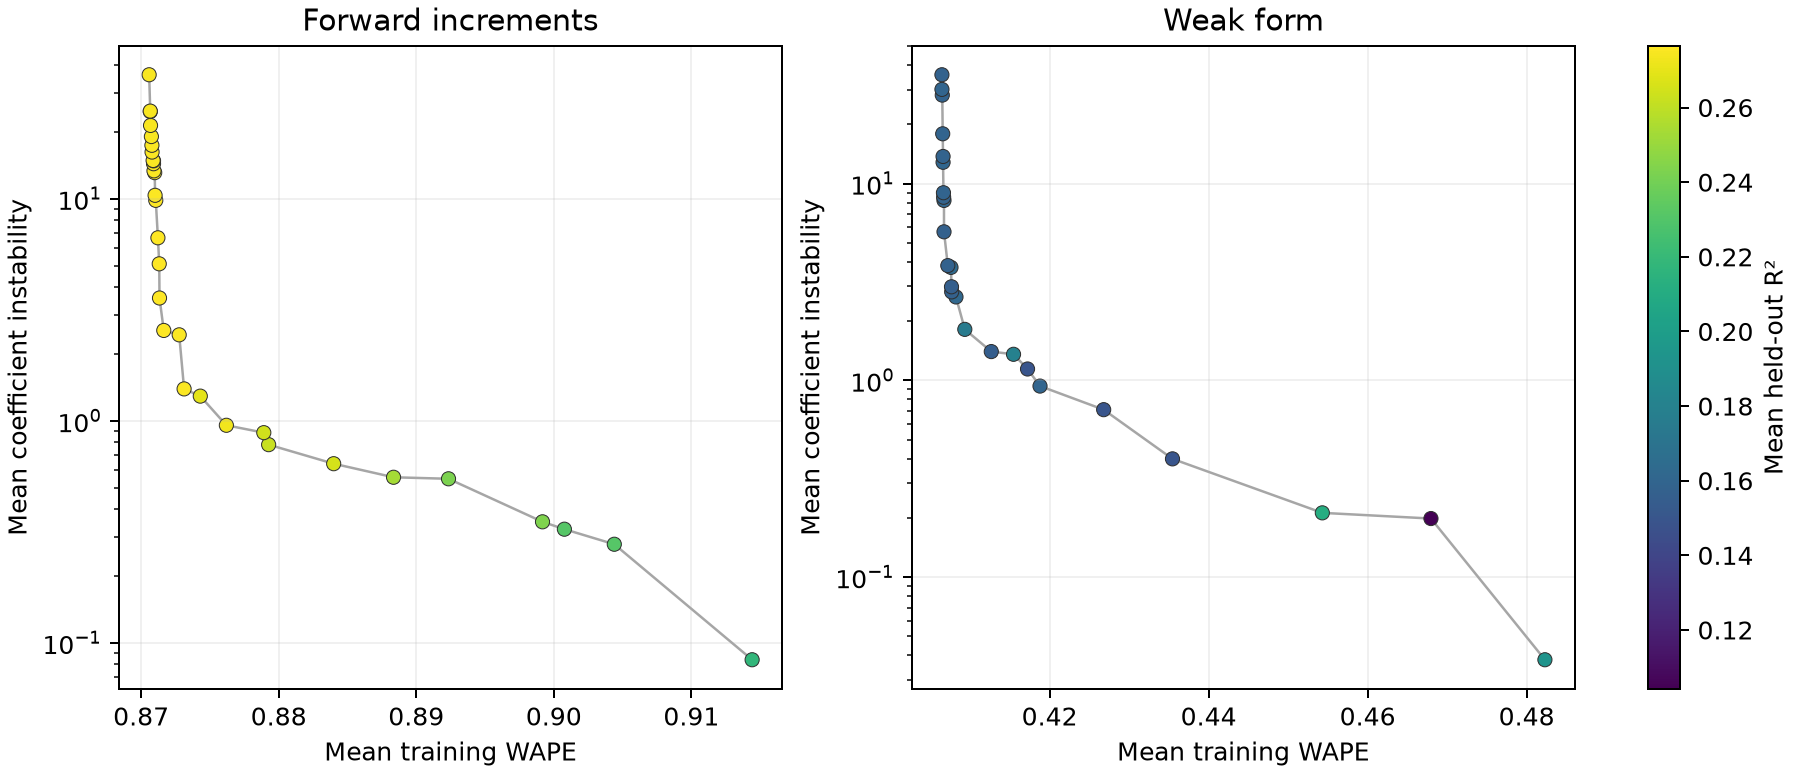 Forward increments
Mean coefficient instability
10¹
10⁰
10⁻¹
0.87 0.88 0.89 0.90 0.91
Mean training WAPE
Weak form
Mean coefficient instability
10¹
10⁰
10⁻¹
0.42 0.44 0.46 0.48
Mean training WAPE
0.26
0.24
0.22
0.20
0.18
0.16
0.14
0.12
Mean held-out R²